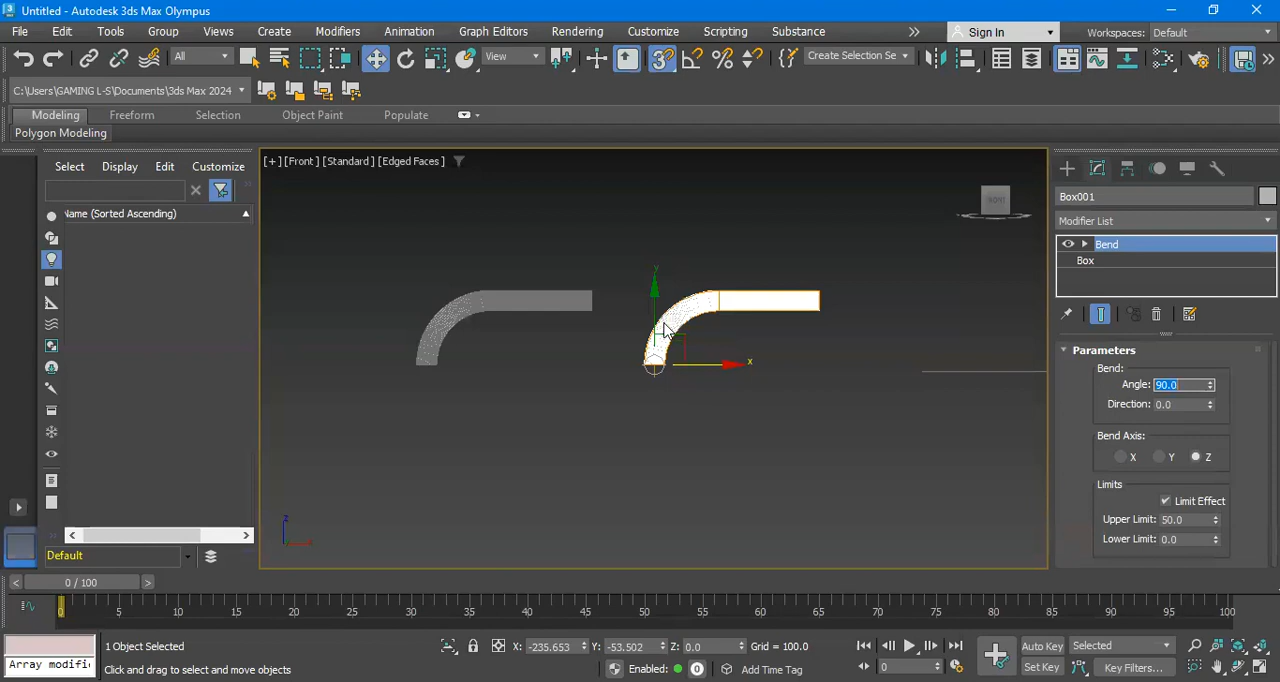 Untitled - Autodesk 3ds Max Olympus
File Edit Tools Group Views Create Modifiers Animation Graph Editors Rendering Customize Scripting Substance Sign In Workspaces: Default
All View Create Selection Se
C:\Users\GAMING L-S\Documents\3ds Max 2024
Modeling Freeform Selection Object Paint Populate
Polygon Modeling
Select Display Edit Customize
[+] [Front] [Standard] [Edged Faces]
Name (Sorted Ascending)
Box001
Modifier List
Bend
Box
Parameters
Bend:
Angle: 90.0
Direction: 0.0
Bend Axis:
X Y Z
Limits
Limit Effect
Upper Limit: 50.0
Lower Limit: 0.0
y
x
z
Default
0 / 100
0 5 10 15 20 25 30 35 40 45 50 55 60 65 70 75 80 85 90 95 100
1 Object Selected X: -235.653 Y: -53.502 Z: 0.0 Grid = 100.0 Auto Key Selected
Array modifi Click and drag to select and move objects Enabled: 0 Add Time Tag 0 Set Key Key Filters...